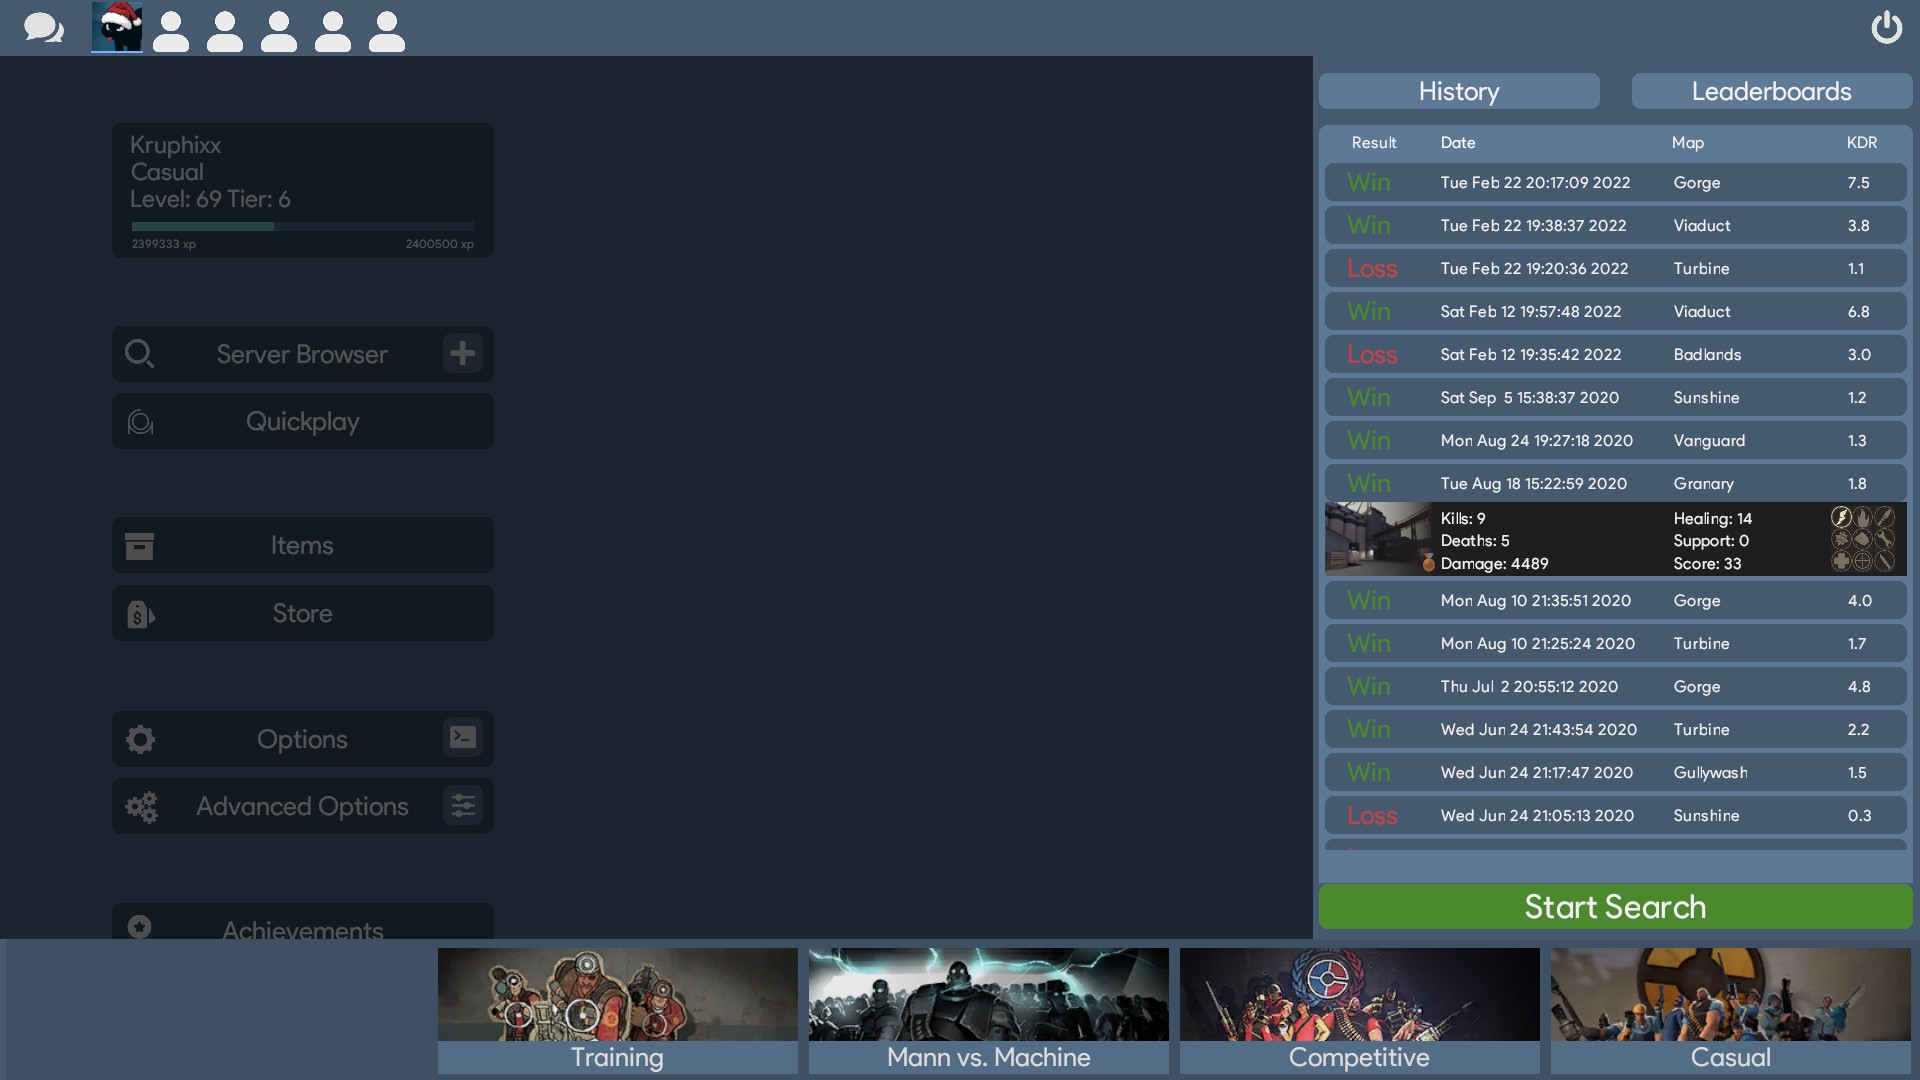 Kruphixx
Casual
Level: 69 Tier: 6
2399333 xp 2400500 xp
Server Browser
Quickplay
Items
Store
Options
Advanced Options
Achievements
History Leaderboards
Result Date Map KDR
Win Tue Feb 22 20:17:09 2022 Gorge 7.5
Win Tue Feb 22 19:38:37 2022 Viaduct 3.8
Loss Tue Feb 22 19:20:36 2022 Turbine 1.1
Win Sat Feb 12 19:57:48 2022 Viaduct 6.8
Loss Sat Feb 12 19:35:42 2022 Badlands 3.0
Win Sat Sep 5 15:38:37 2020 Sunshine 1.2
Win Mon Aug 24 19:27:18 2020 Vanguard 1.3
Win Tue Aug 18 15:22:59 2020 Granary 1.8
Kills: 9 Healing: 14
Deaths: 5 Support: 0
Damage: 4489 Score: 33
Win Mon Aug 10 21:35:51 2020 Gorge 4.0
Win Mon Aug 10 21:25:24 2020 Turbine 1.7
Win Thu Jul 2 20:55:12 2020 Gorge 4.8
Win Wed Jun 24 21:43:54 2020 Turbine 2.2
Win Wed Jun 24 21:17:47 2020 Gullywash 1.5
Loss Wed Jun 24 21:05:13 2020 Sunshine 0.3
Start Search
Training Mann vs. Machine Competitive Casual